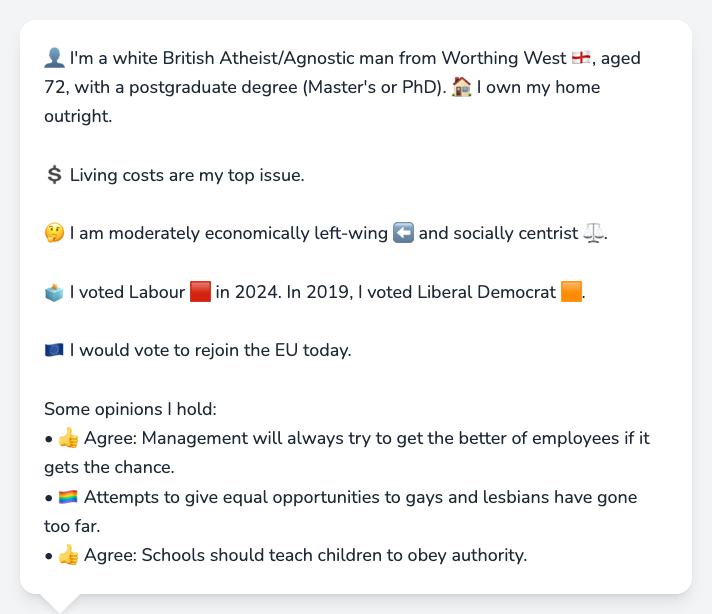 👤 I'm a white British Atheist/Agnostic man from Worthing West 🏴󠁧󠁢󠁥󠁮󠁧󠁿, aged
72, with a postgraduate degree (Master's or PhD). 🏠 I own my home
outright.
💲 Living costs are my top issue.
🤔 I am moderately economically left-wing ⬅️ and socially centrist ⚖️.
🗳️ I voted Labour 🟥 in 2024. In 2019, I voted Liberal Democrat 🟧.
🇪🇺 I would vote to rejoin the EU today.
Some opinions I hold:
• 👍 Agree: Management will always try to get the better of employees if it
gets the chance.
• 🏳️‍🌈 Attempts to give equal opportunities to gays and lesbians have gone
too far.
• 👍 Agree: Schools should teach children to obey authority.